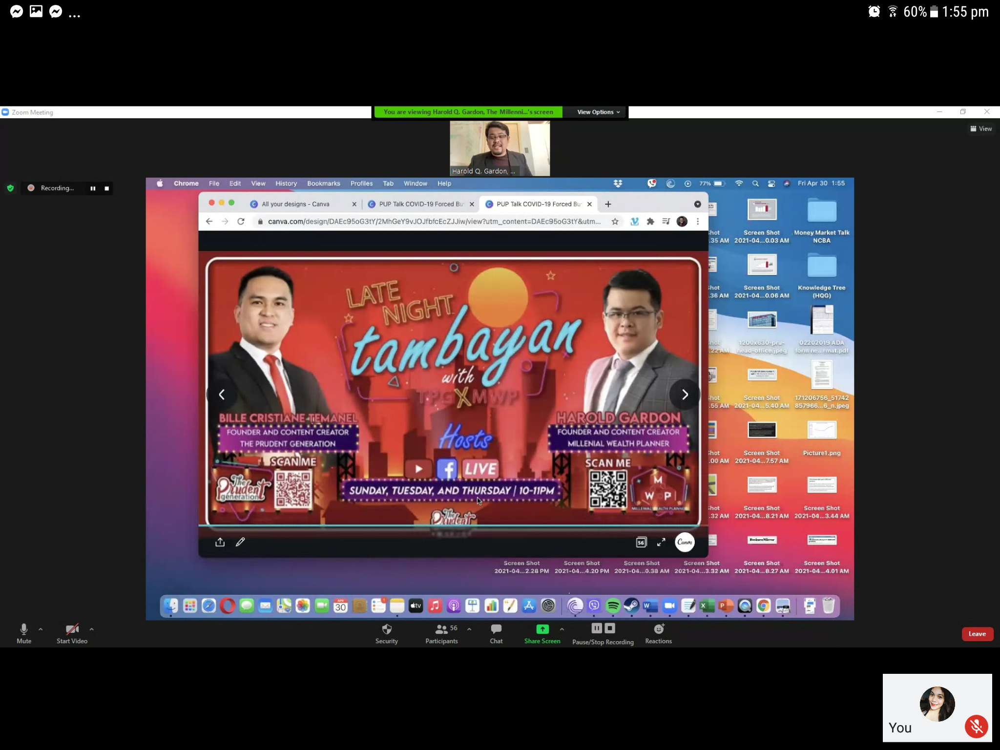 ...
60% 1:55 pm
Zoom Meeting
You are viewing Harold Q. Gardon, The Millenni...'s screen
View Options
View
Harold Q. Gardon, ...
Recording...
Chrome File Edit View History Bookmarks Profiles Tab Window Help
77% Fri Apr 30 1:55
All your designs - Canva
PUP Talk COVID-19 Forced Bu
PUP Talk COVID-19 Forced Bu
canva.com/design/DAEc95oG3tY/2MhGeY9vJOJfbfcEcZJJiw/view?utm_content=DAEc95oG3tY&utm...
LATE
NIGHT
tambayan
with
TPG X MWP
BILLE CRISTIANE TEMANEL
FOUNDER AND CONTENT CREATOR
THE PRUDENT GENERATION
SCAN ME
The
Prudent
generation
Hosts
LIVE
SUNDAY, TUESDAY, AND THURSDAY | 10-11PM
The
Prudent
HAROLD GARDON
FOUNDER AND CONTENT CREATOR
MILLENIAL WEALTH PLANNER
SCAN ME
M
W P
MILLENIAL WEALTH PLANNER
56
Canva
hot
.35 AM
Screen Shot
2021-04...0.03 AM
Money Market Talk
NCBA
hot
.36 AM
Screen Shot
2021-04...0.06 AM
Knowledge Tree
(HQG)
hot
.22 AM
1200x630-pru-
head-office.jpeg
02202019 ADA
form ne...rmat.pdf
hot
.55 AM
Screen Shot
2021-04...5.40 AM
171206756_51742
857966...6_n.jpeg
hot
.00 AM
Screen Shot
2021-04...7.57 AM
Picture1.png
hot
.32 AM
Screen Shot
2021-04...8.21 AM
Screen Shot
2021-04...3.44 AM
BusinessMirror
Screen Shot
2021-04...2.28 PM
Screen Shot
2021-04...4.20 PM
Screen Shot
2021-04...0.38 AM
Screen Shot
2021-04...3.32 AM
Screen Shot
2021-04...8.27 AM
Screen Shot
2021-04...4.01 AM
APR
30
tv
1
W
X
P
Mute
Start Video
Security
56
Participants
Chat
Share Screen
Pause/Stop Recording
Reactions
Leave
You